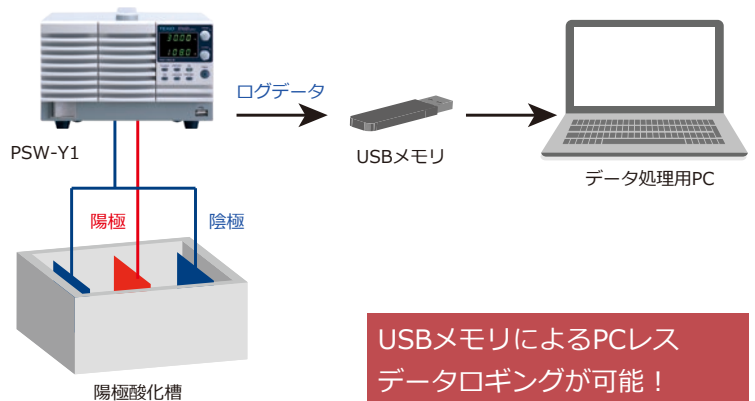 3000
1080
ログデータ
PSW-Y1
USBメモリ
データ処理用PC
陽極
陰極
陽極酸化槽
USBメモリによるPCレス
データロギングが可能！